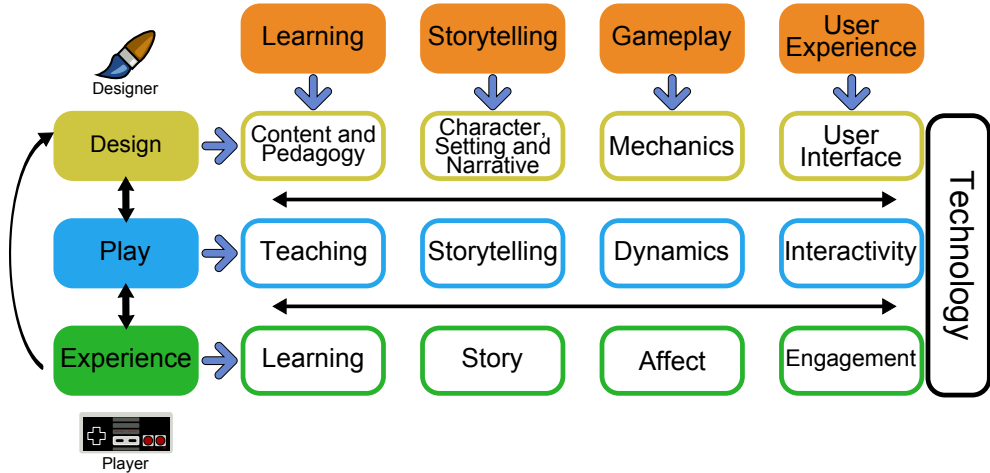 Learning
Storytelling
Gameplay
User
Experience
Designer
Design
Content and
Pedagogy
Character,
Setting and
Narrative
Mechanics
User
Interface
Technology
Play
Teaching
Storytelling
Dynamics
Interactivity
Experience
Learning
Story
Affect
Engagement
Player